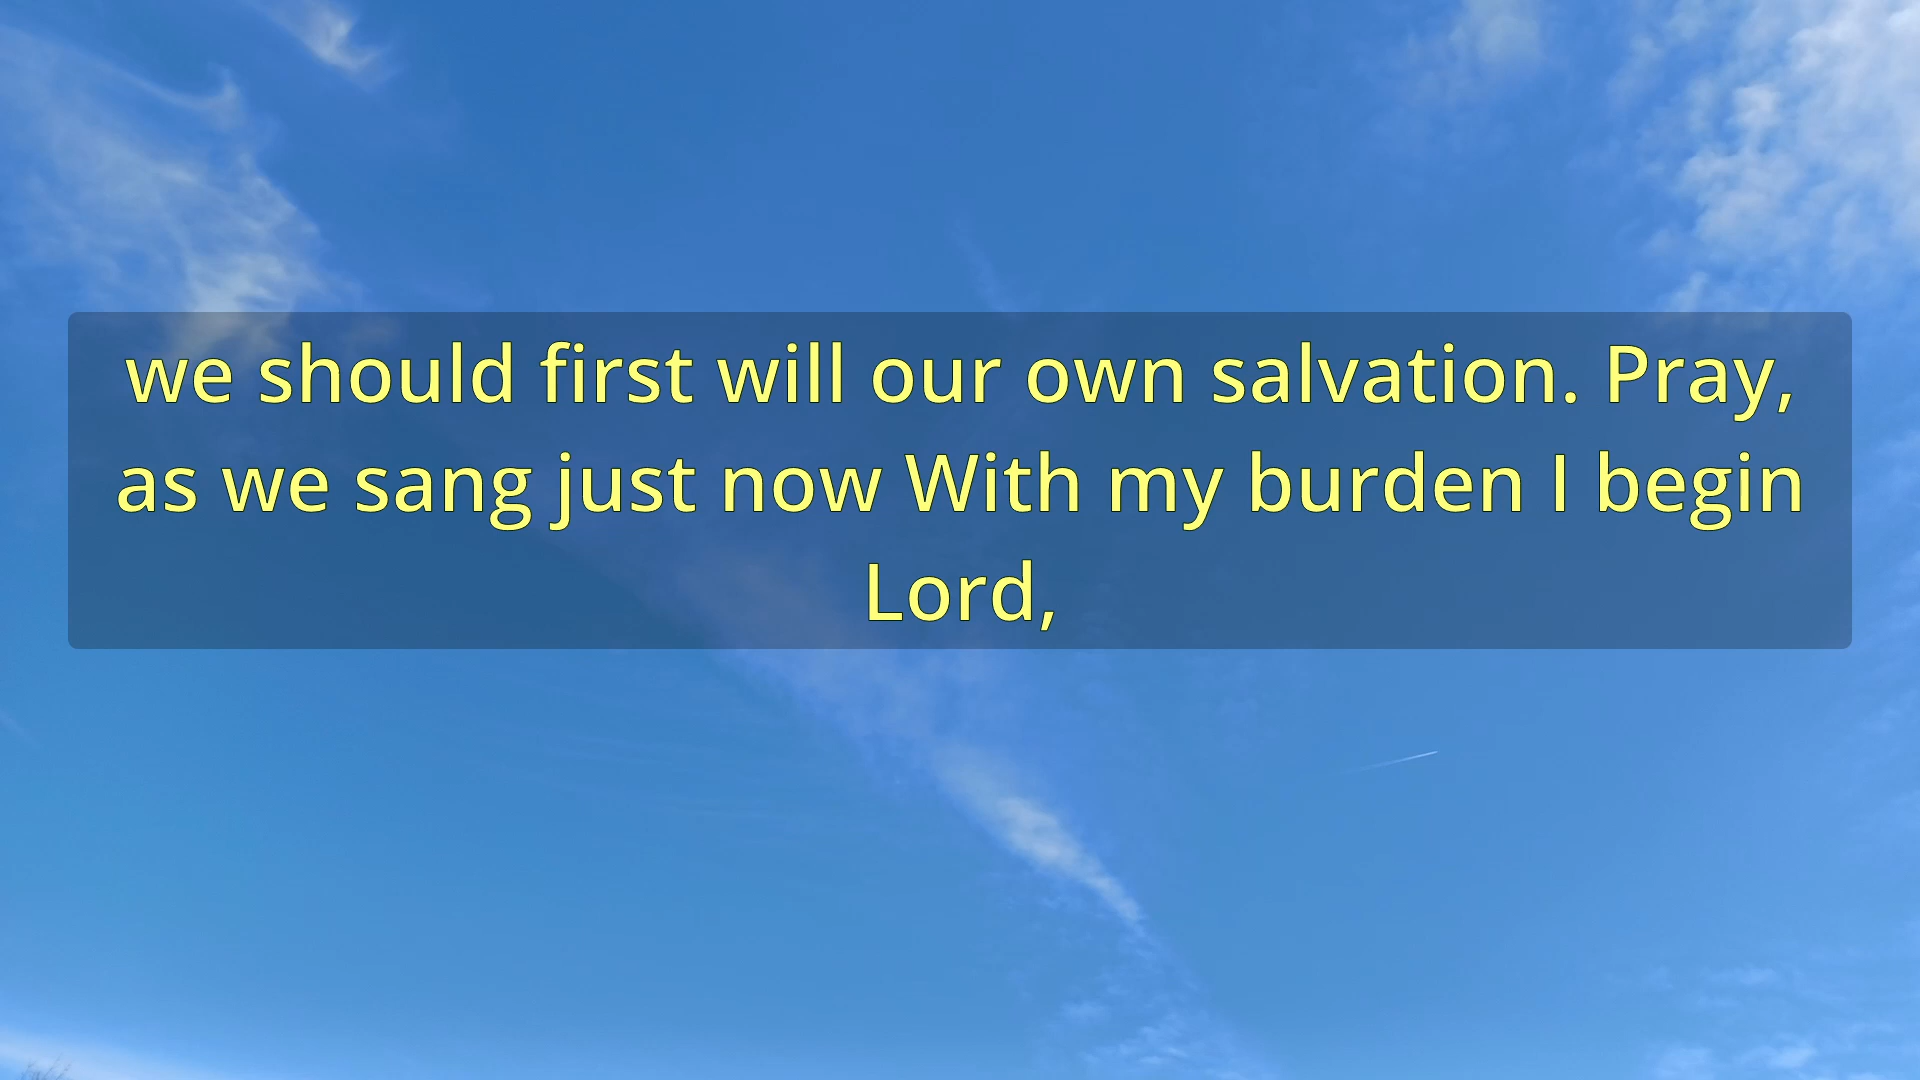 we should first will our own salvation. Pray,
as we sang just now With my burden I begin
Lord,